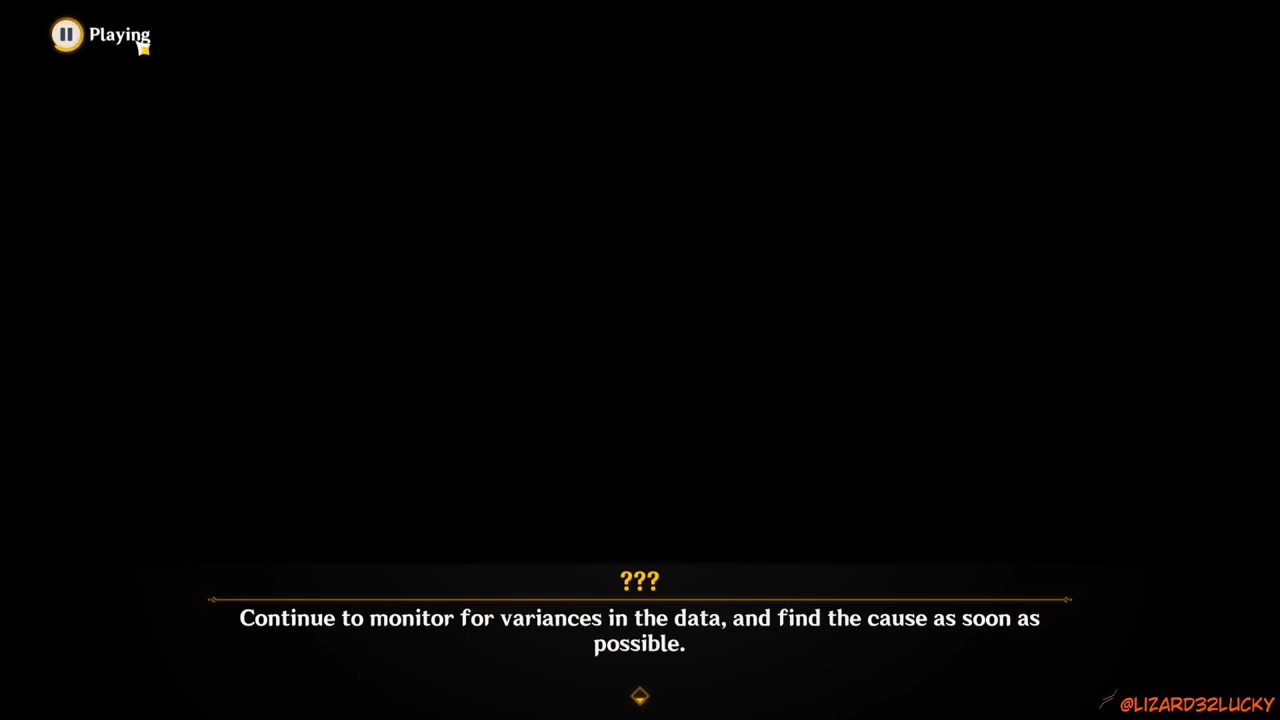 Playing
???
Continue to monitor for variances in the data, and find the cause as soon as
possible.
@LIZARD32LUCKY